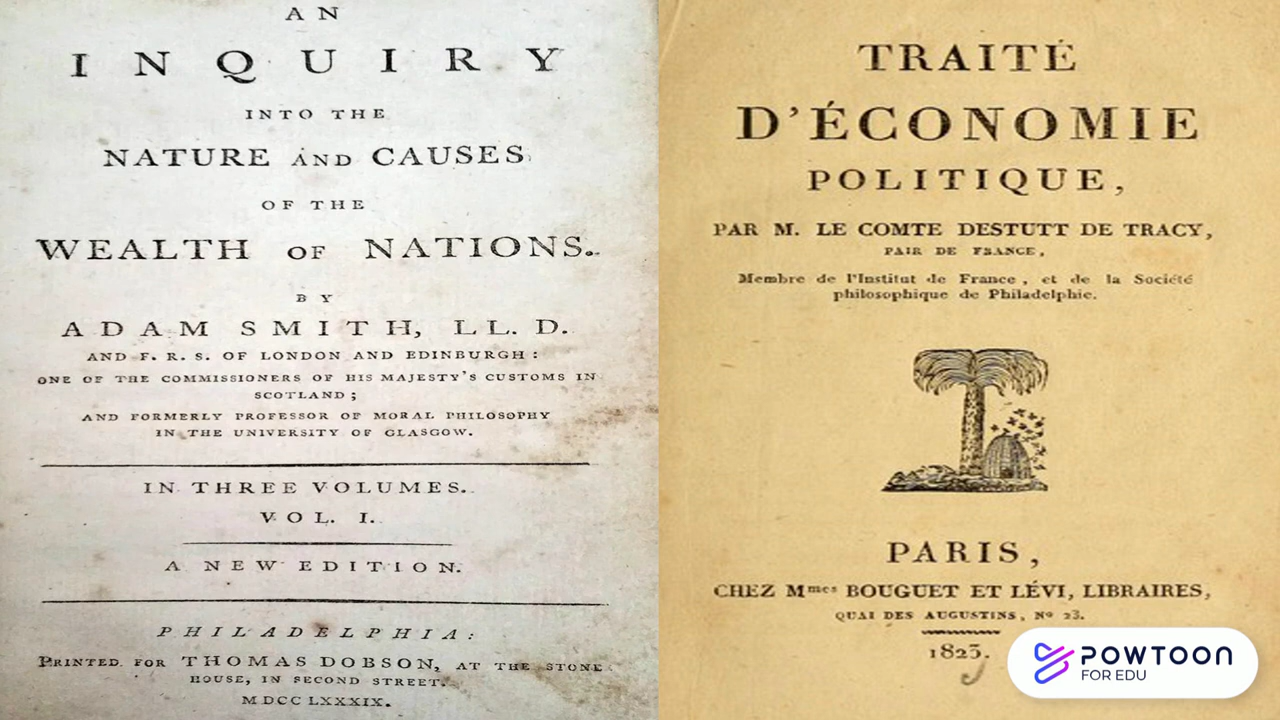 AN
INQUIRY
INTO THE
NATURE AND CAUSES
OF THE
WEALTH OF NATIONS.
BY
ADAM SMITH, LL. D.
AND F. R. S. OF LONDON AND EDINBURGH:
ONE OF THE COMMISSIONERS OF HIS MAJESTY'S CUSTOMS IN
SCOTLAND;
AND FORMERLY PROFESSOR OF MORAL PHILOSOPHY
IN THE UNIVERSITY OF GLASGOW.
IN THREE VOLUMES.
VOL. I.
A NEW EDITION.
PHILADELPHIA:
PRINTED FOR THOMAS DOBSON, AT THE STONE
HOUSE, IN SECOND STREET.
MDCC LXXXIX.
TRAITÉ
D'ÉCONOMIE
POLITIQUE,
PAR M. LE COMTE DESTUTT DE TRACY,
PAIR DE FRANCE,
Membre de l'Institut de France, et de la Société
philosophique de Philadelphie.
PARIS,
CHEZ Mmes BOUGUET ET LÉVI, LIBRAIRES,
QUAI DES AUGUSTINS, No 23.
1823.
POWTOON
FOR EDU